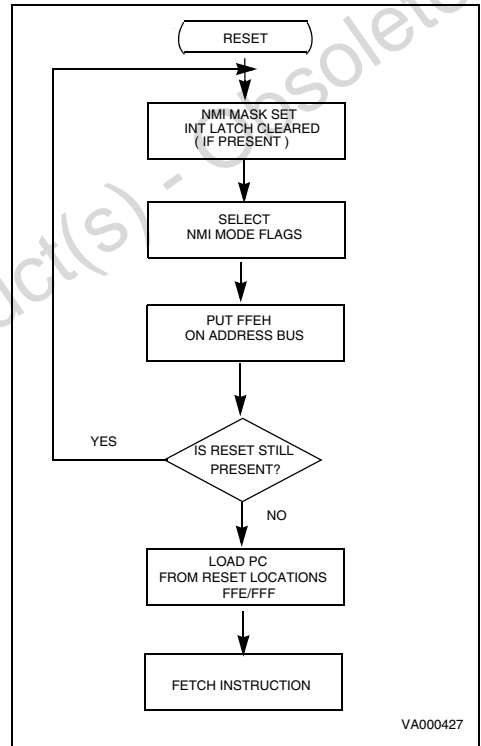 RESET
NMI MASK SET
INT LATCH CLEARED
( IF PRESENT )
SELECT
NMI MODE FLAGS
PUT FFEH
ON ADDRESS BUS
YES
IS RESET STILL
PRESENT?
NO
LOAD PC
FROM RESET LOCATIONS
FFE/FFF
FETCH INSTRUCTION
VA000427